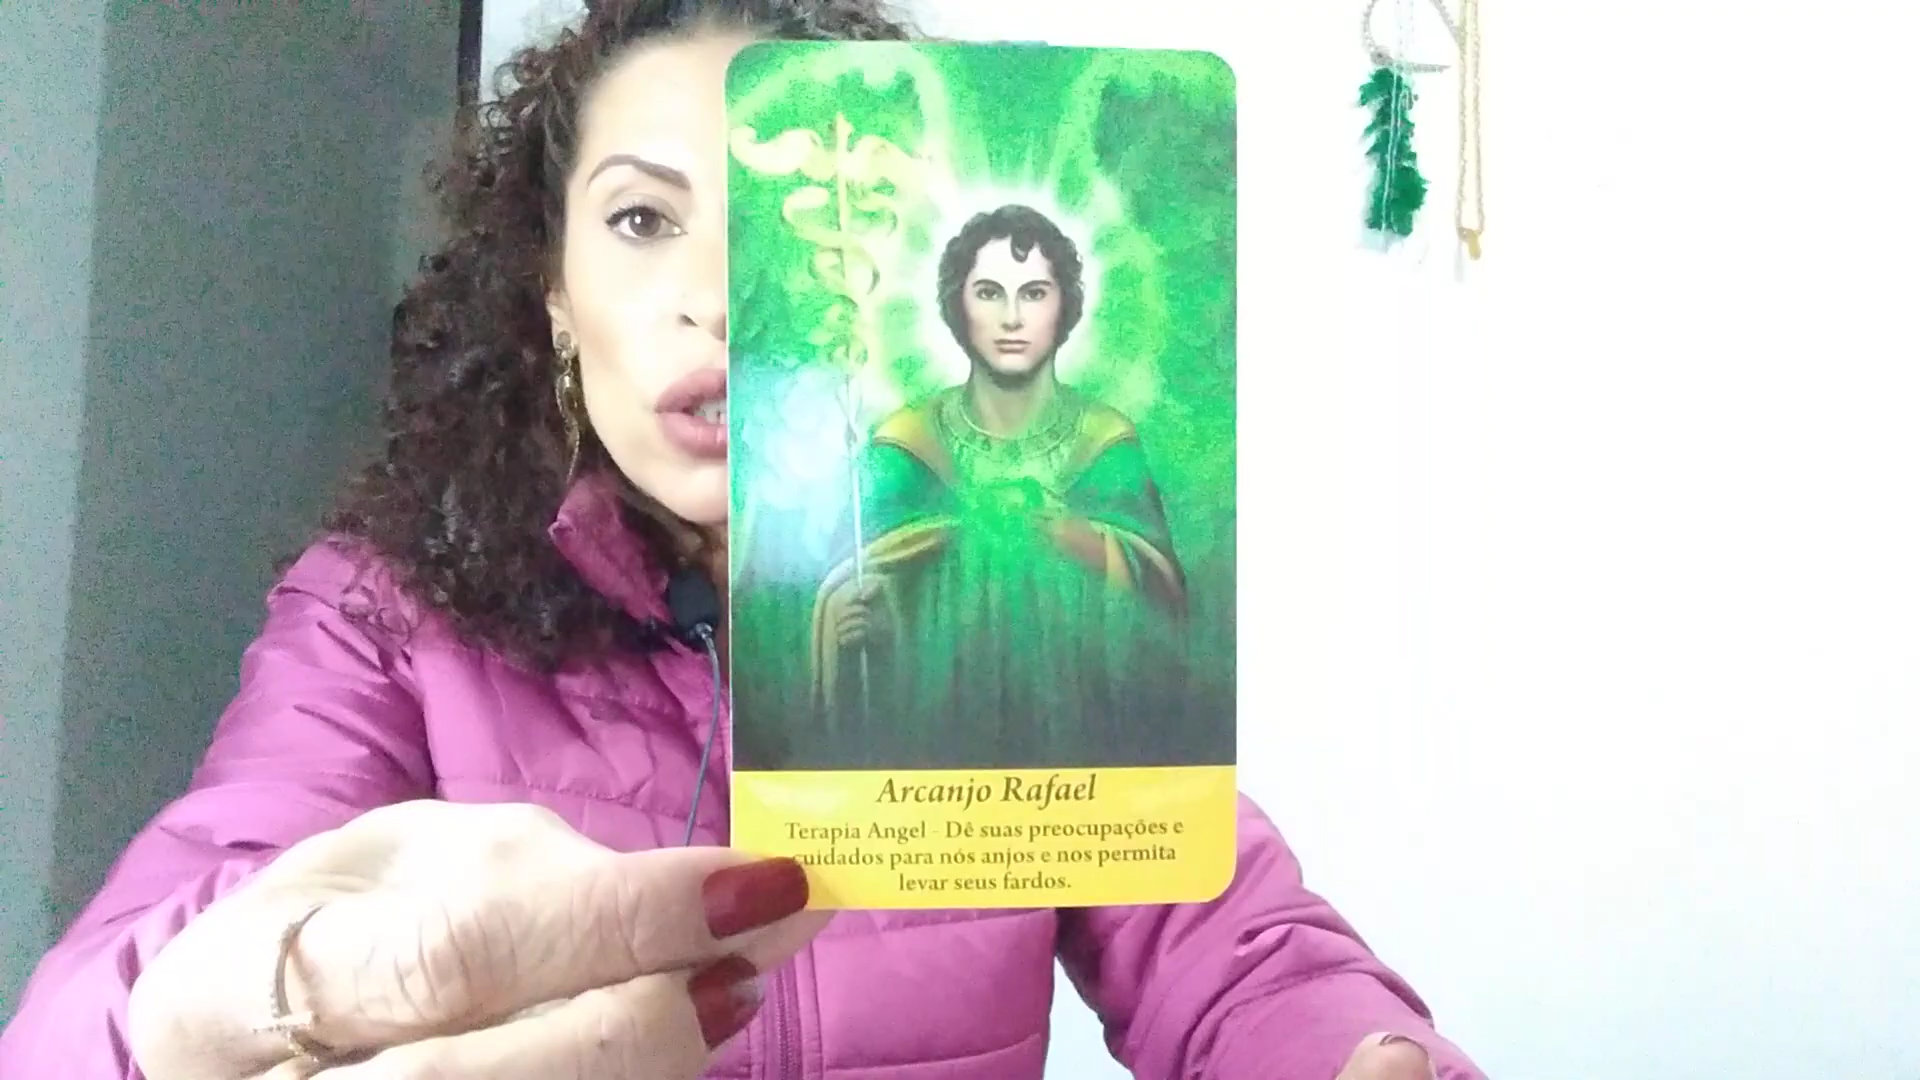 Arcanjo Rafael
Terapia Angel - Dê suas preocupações e
cuidados para nós anjos e nos permita
levar seus fardos.